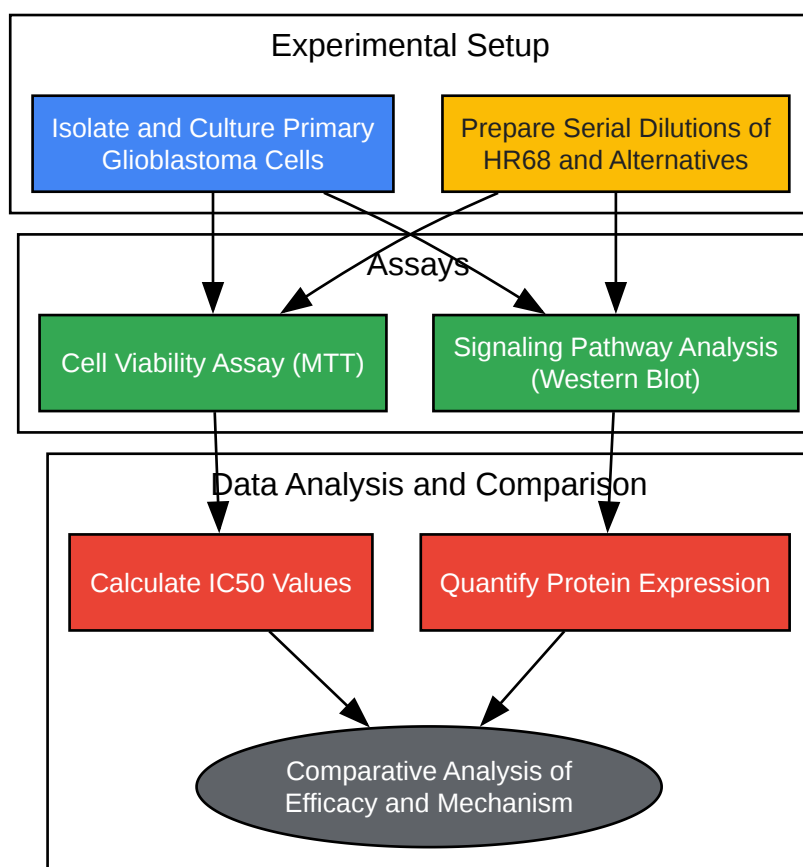 Experimental Setup
Isolate and Culture Primary
Glioblastoma Cells
Prepare Serial Dilutions of
HR68 and Alternatives
Assays
Cell Viability Assay (MTT)
Signaling Pathway Analysis
(Western Blot)
Data Analysis and Comparison
Calculate IC50 Values
Quantify Protein Expression
Comparative Analysis of
Efficacy and Mechanism